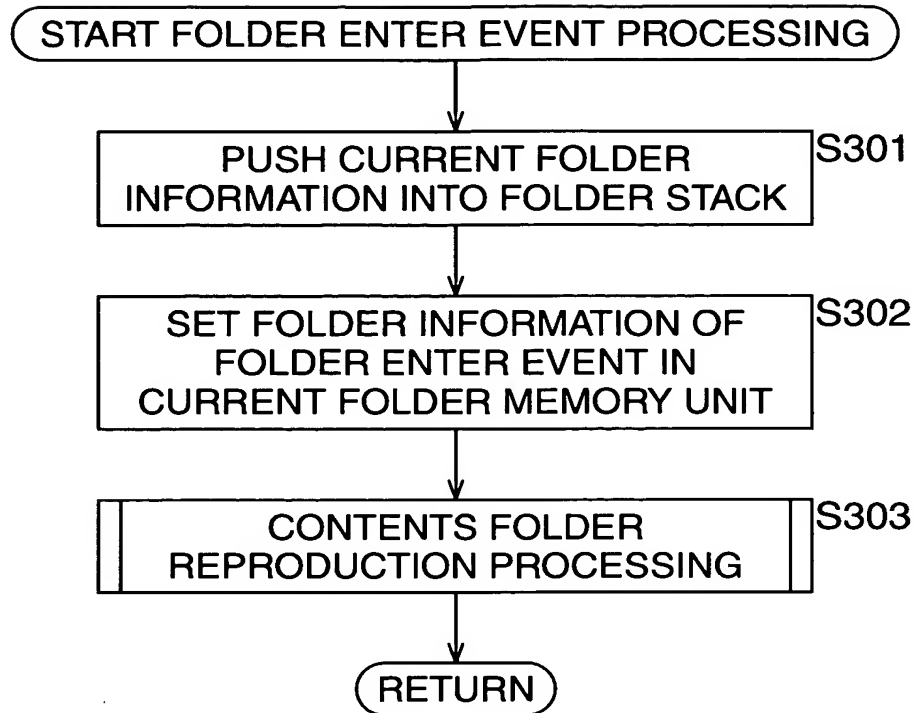 START FOLDER ENTER EVENT PROCESSING
PUSH CURRENT FOLDER
INFORMATION INTO FOLDER STACK
S301
SET FOLDER INFORMATION OF
FOLDER ENTER EVENT IN
CURRENT FOLDER MEMORY UNIT
S302
CONTENTS FOLDER
REPRODUCTION PROCESSING
S303
RETURN